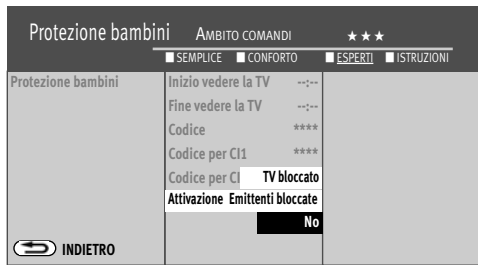 Protezione bambini AMBITO COMANDI ★★★
SEMPLICE CONFORTO ESPERTI ISTRUZIONI
Protezione bambini
Inizio vedere la TV --:--
Fine vedere la TV --:--
Codice ****
Codice per CI1 ****
Codice per CI TV bloccato
Attivazione Emittenti bloccate
No
INDIETRO